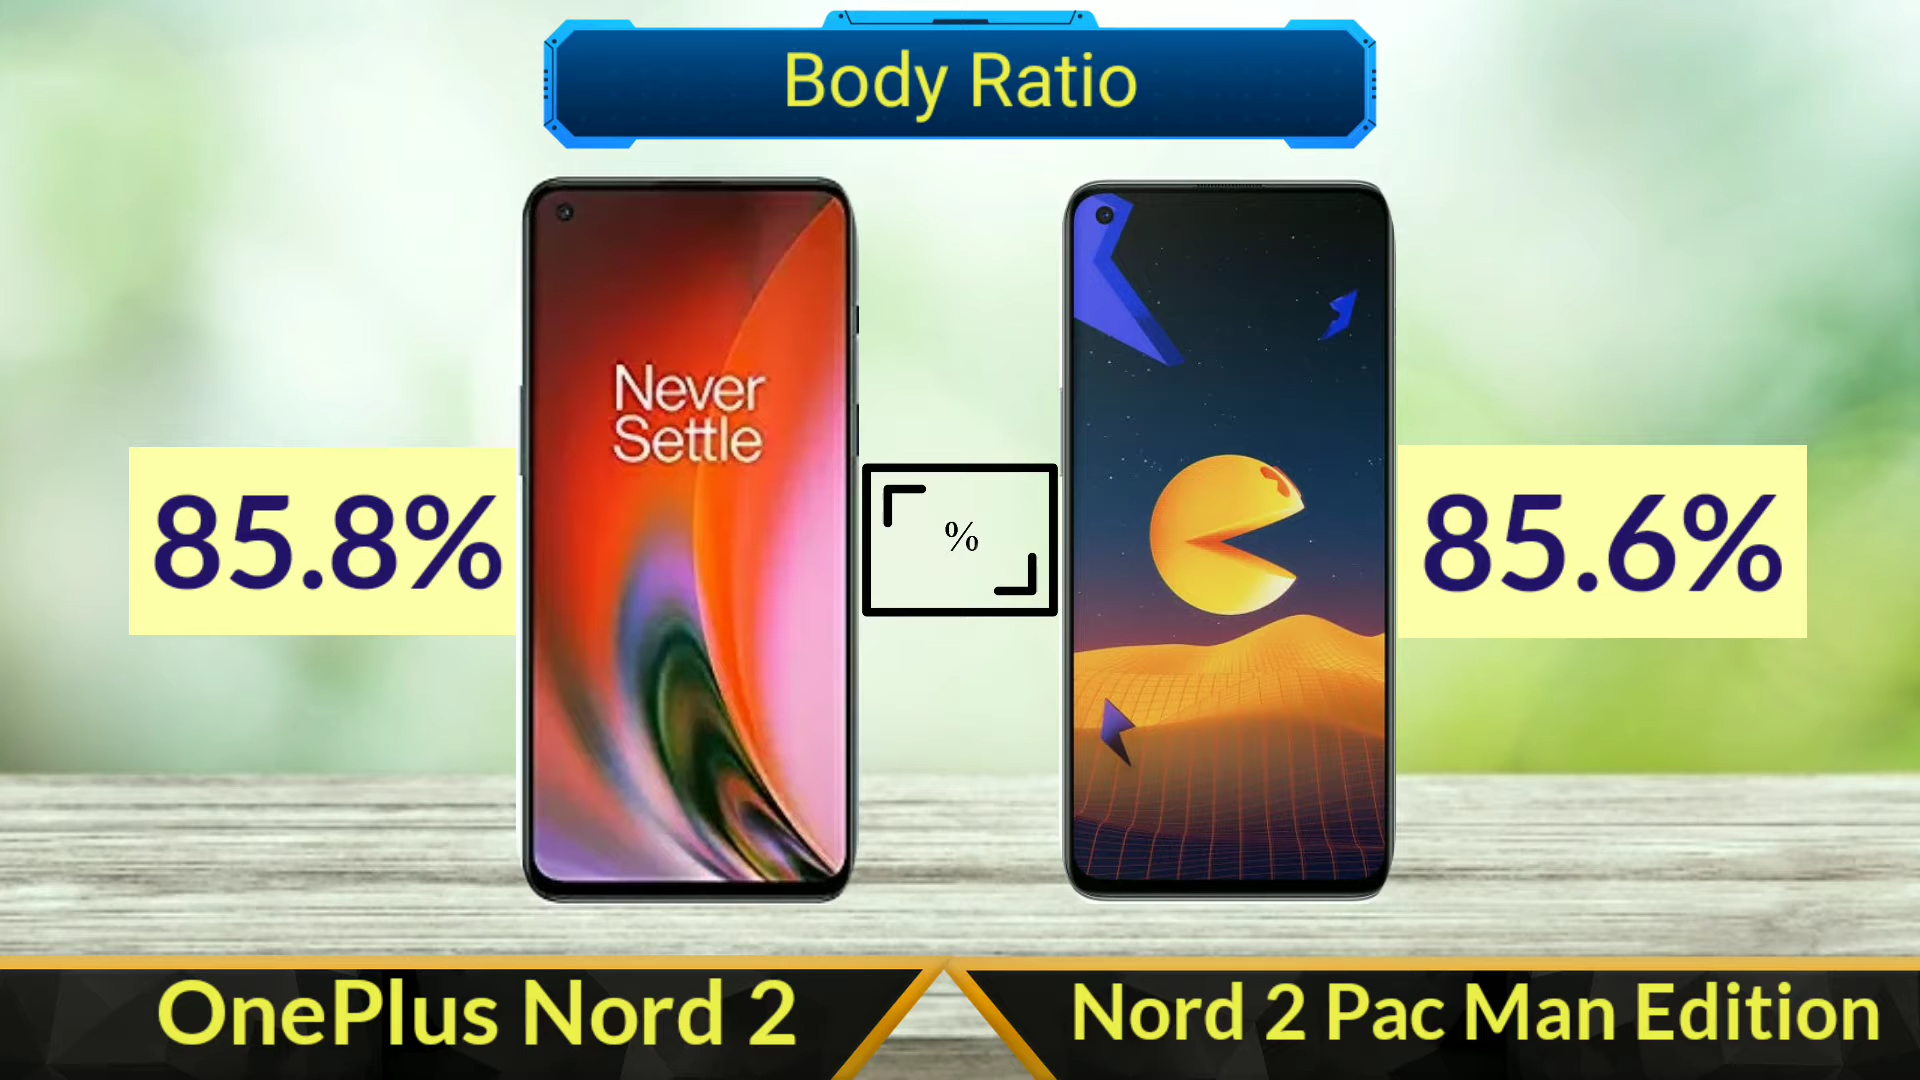 Body Ratio
Never
Settle
85.8%
%
85.6%
OnePlus Nord 2
Nord 2 Pac Man Edition